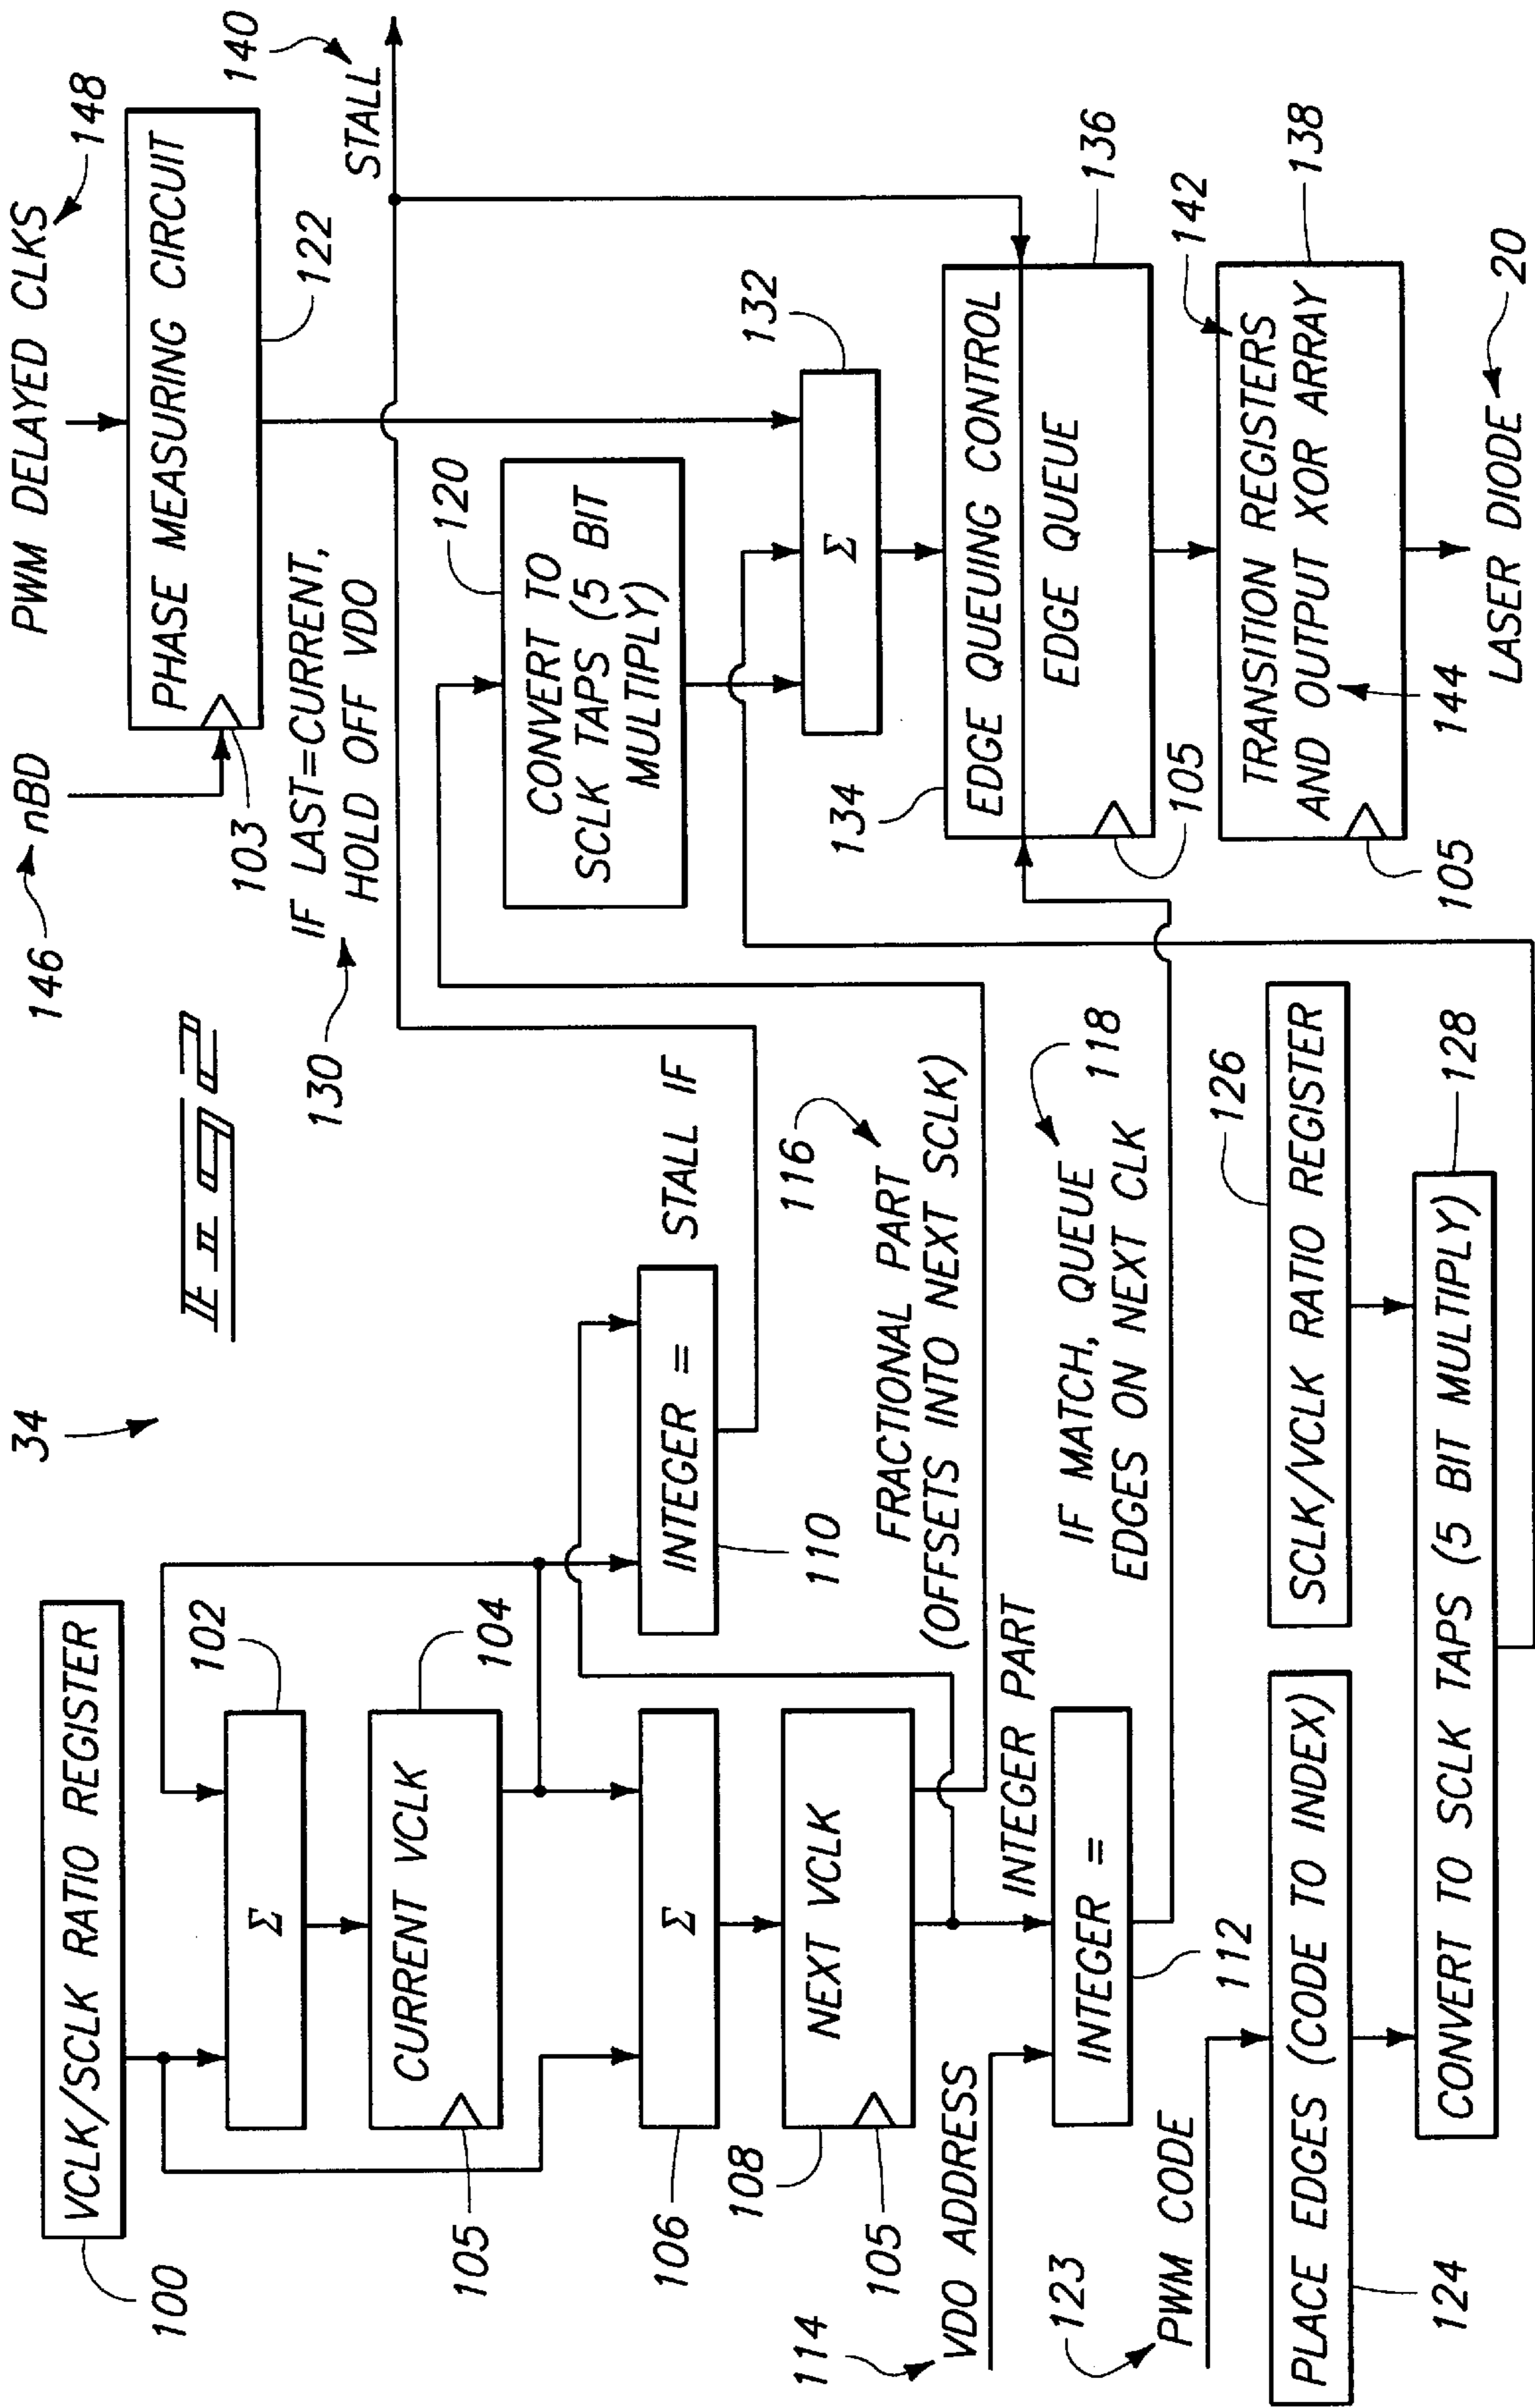 34
FIG. 2
VCLK/SCLK RATIO REGISTER
100
Σ
102
CURRENT VCLK
104
105
Σ
106
NEXT VCLK
108
105
INTEGER =
110
STALL IF
IF LAST=CURRENT,
HOLD OFF VDO
130
FRACTIONAL PART
(OFFSETS INTO NEXT SCLK)
116
INTEGER PART
VDO ADDRESS
114
INTEGER =
112
IF MATCH, QUEUE
EDGES ON NEXT CLK
118
PWM CODE
123
PLACE EDGES (CODE TO INDEX)
124
SCLK/VCLK RATIO REGISTER
126
CONVERT TO SCLK TAPS (5 BIT MULTIPLY)
128
146
nBD
PWM DELAYED CLKS
148
PHASE MEASURING CIRCUIT
103
122
STALL
140
CONVERT TO
SCLK TAPS (5 BIT
MULTIPLY)
120
Σ
132
EDGE QUEUING CONTROL
134
EDGE QUEUE
136
105
TRANSITION REGISTERS
AND OUTPUT XOR ARRAY
142
144
138
105
LASER DIODE
20